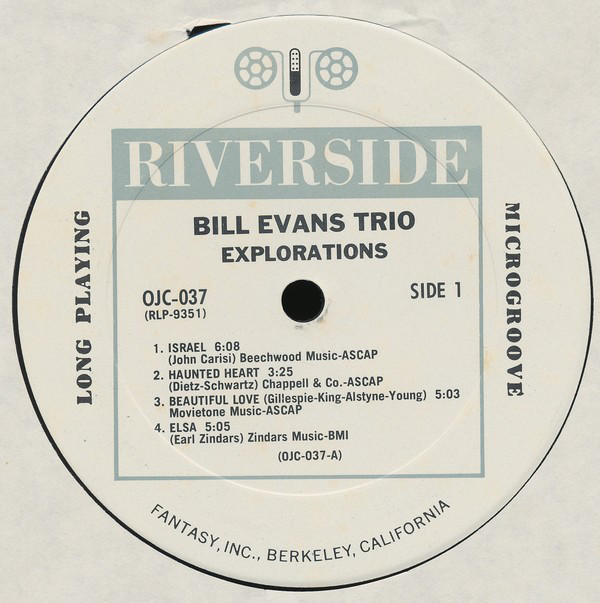 RIVERSIDE
BILL EVANS TRIO
EXPLORATIONS
LONG PLAYING
MICROGROOVE
OJC-037
(RLP-9351)
SIDE 1
1. ISRAEL 6:08
(John Carisi) Beechwood Music-ASCAP
2. HAUNTED HEART 3:25
(Dietz-Schwartz) Chappell & Co.-ASCAP
3. BEAUTIFUL LOVE (Gillespie-King-Alstyne-Young) 5:03
Movietone Music-ASCAP
4. ELSA 5:05
(Earl Zindars) Zindars Music-BMI
(OJC-037-A)
FANTASY, INC., BERKELEY, CALIFORNIA